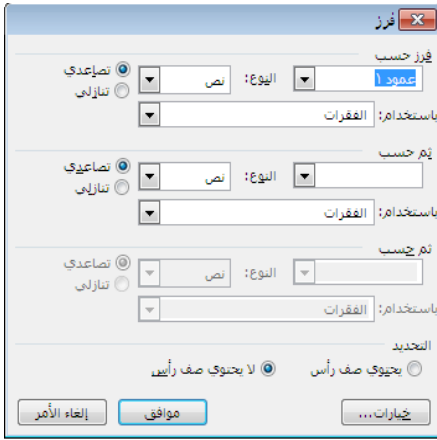 فرز
فرز حسب
عمود ١ النوع: نص تصاعدي
تنازلي
باستخدام: الفقرات
ثم حسب
النوع: نص تصاعدي
تنازلي
باستخدام: الفقرات
ثم حسب
النوع: نص تصاعدي
تنازلي
باستخدام: الفقرات
التحديد
يحتوي صف رأس لا يحتوي صف رأس
خيارات... موافق إلغاء الأمر